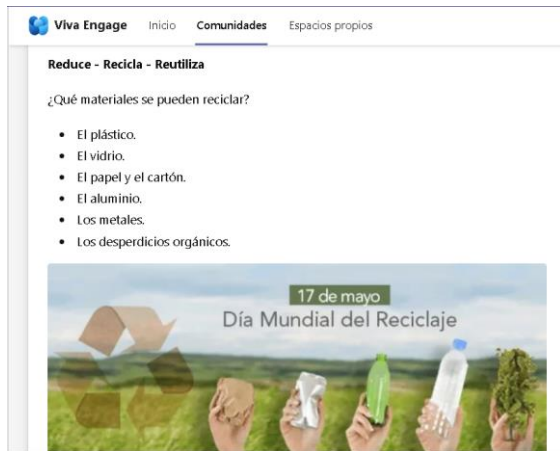 Viva Engage Inicio Comunidades Espacios propios
Reduce - Recicla - Reutiliza
¿Qué materiales se pueden reciclar?
• El plástico.
• El vidrio.
• El papel y el cartón.
• El aluminio.
• Los metales.
• Los desperdicios orgánicos.
17 de mayo
Día Mundial del Reciclaje